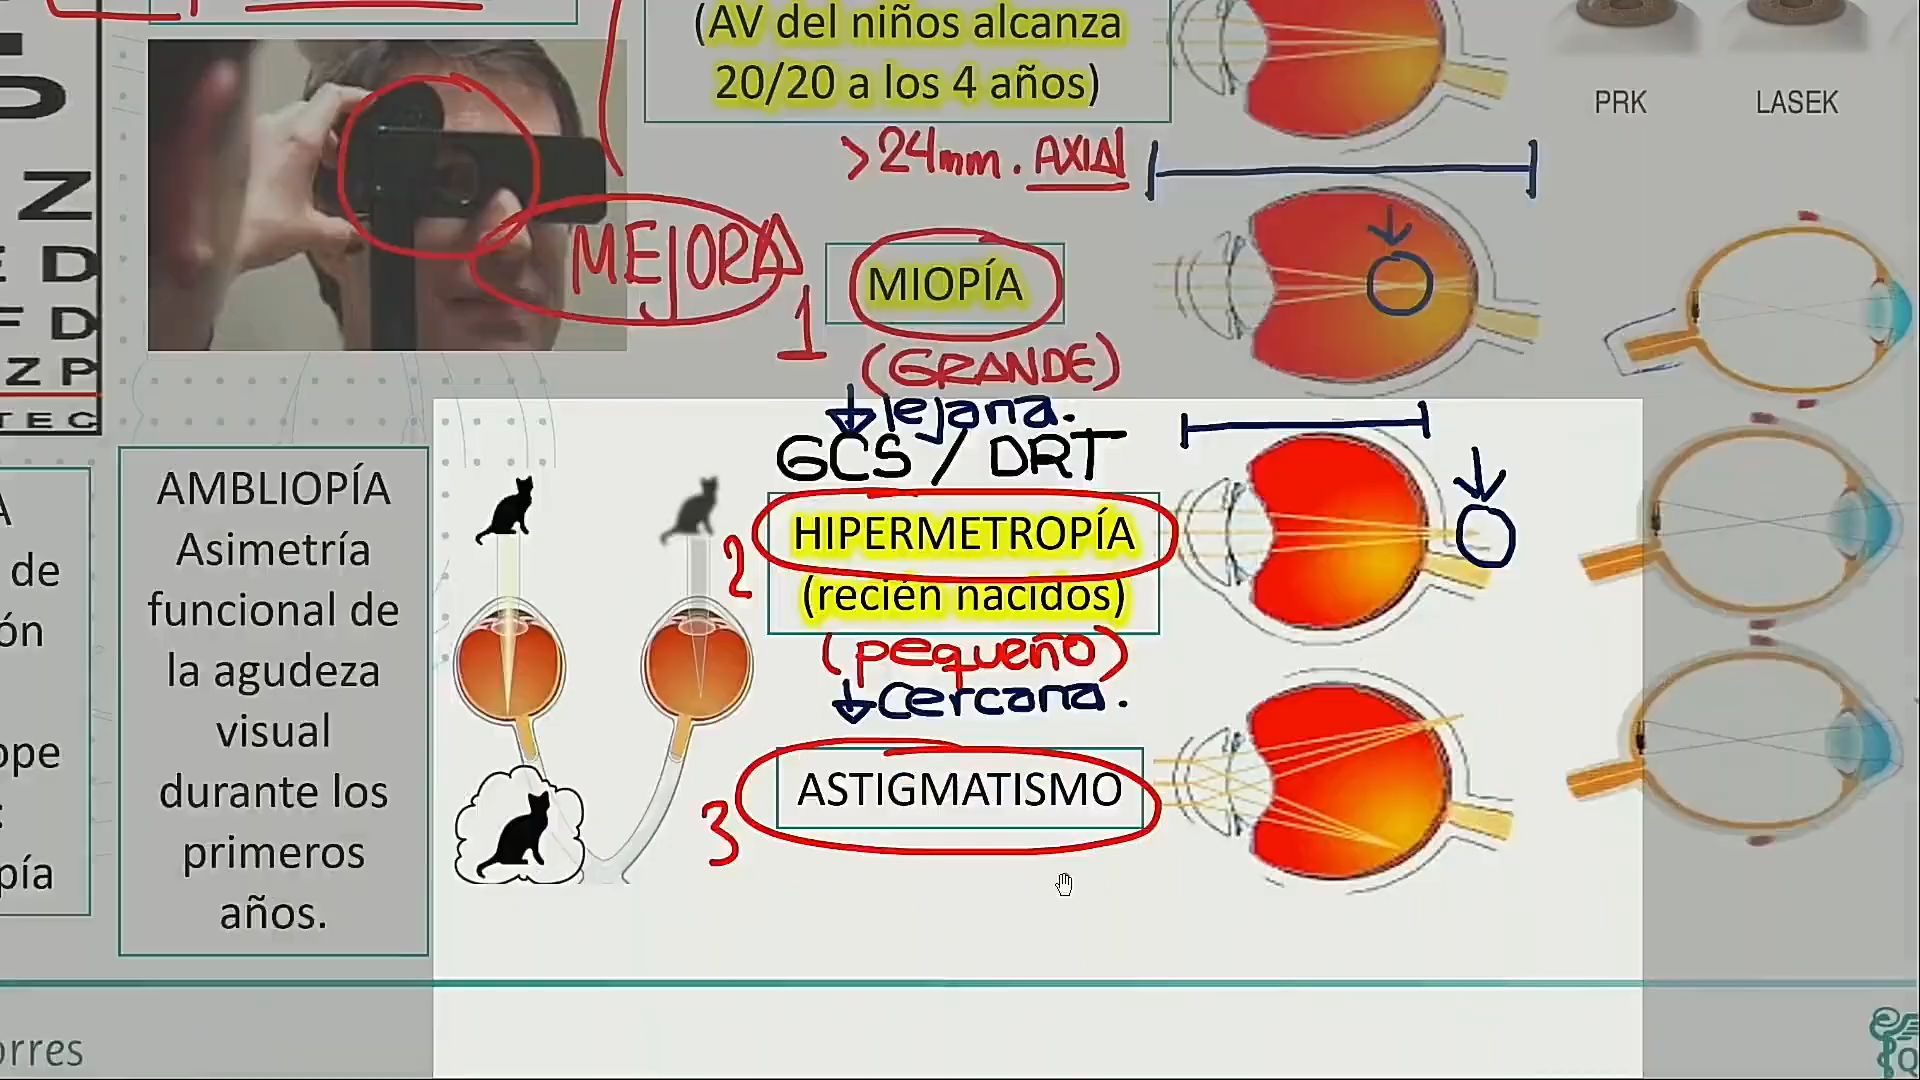 (AV del niños alcanza
20/20 a los 4 años)
PRK
LASEK
>24mm. AXIAL
Z
D
F D
Z P
TEC
MEJORA
1
MIOPÍA
(GRANDE)
↓ lejana.
GCS / DRT
2
HIPERMETROPÍA
(recién nacidos)
(pequeño)
↓ cercana.
3
ASTIGMATISMO
A
de
ón
ope
:
pía
AMBLIOPÍA
Asimetría
funcional de
la agudeza
visual
durante los
primeros
años.
orres
Q